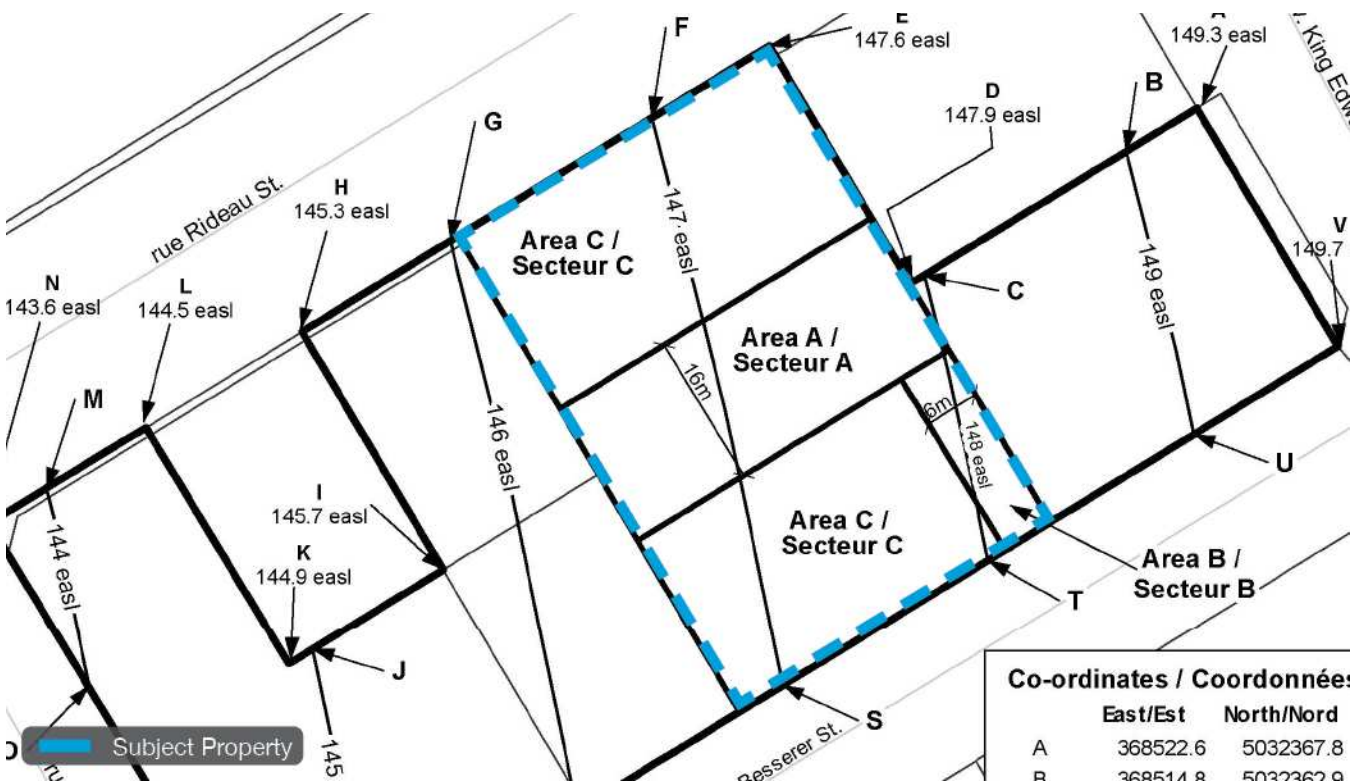 F
E
147.6 easl
A
149.3 easl
. King Edw
D
147.9 easl
B
G
rue Rideau St.
H
145.3 easl
V
149.7
N
143.6 easl
L
144.5 easl
147 easl
Area C /
Secteur C
C
149 easl
Area A /
Secteur A
M
16m
146 easl
6m
148 easl
U
I
145.7 easl
Area C /
Secteur C
144 easl
K
144.9 easl
Area B /
Secteur B
T
J
S
Co-ordinates / Coordonnées
East/Est North/Nord
A 368522.6 5032367.8
B 368514.8 5032362.9
Besserer St.
145
Subject Property